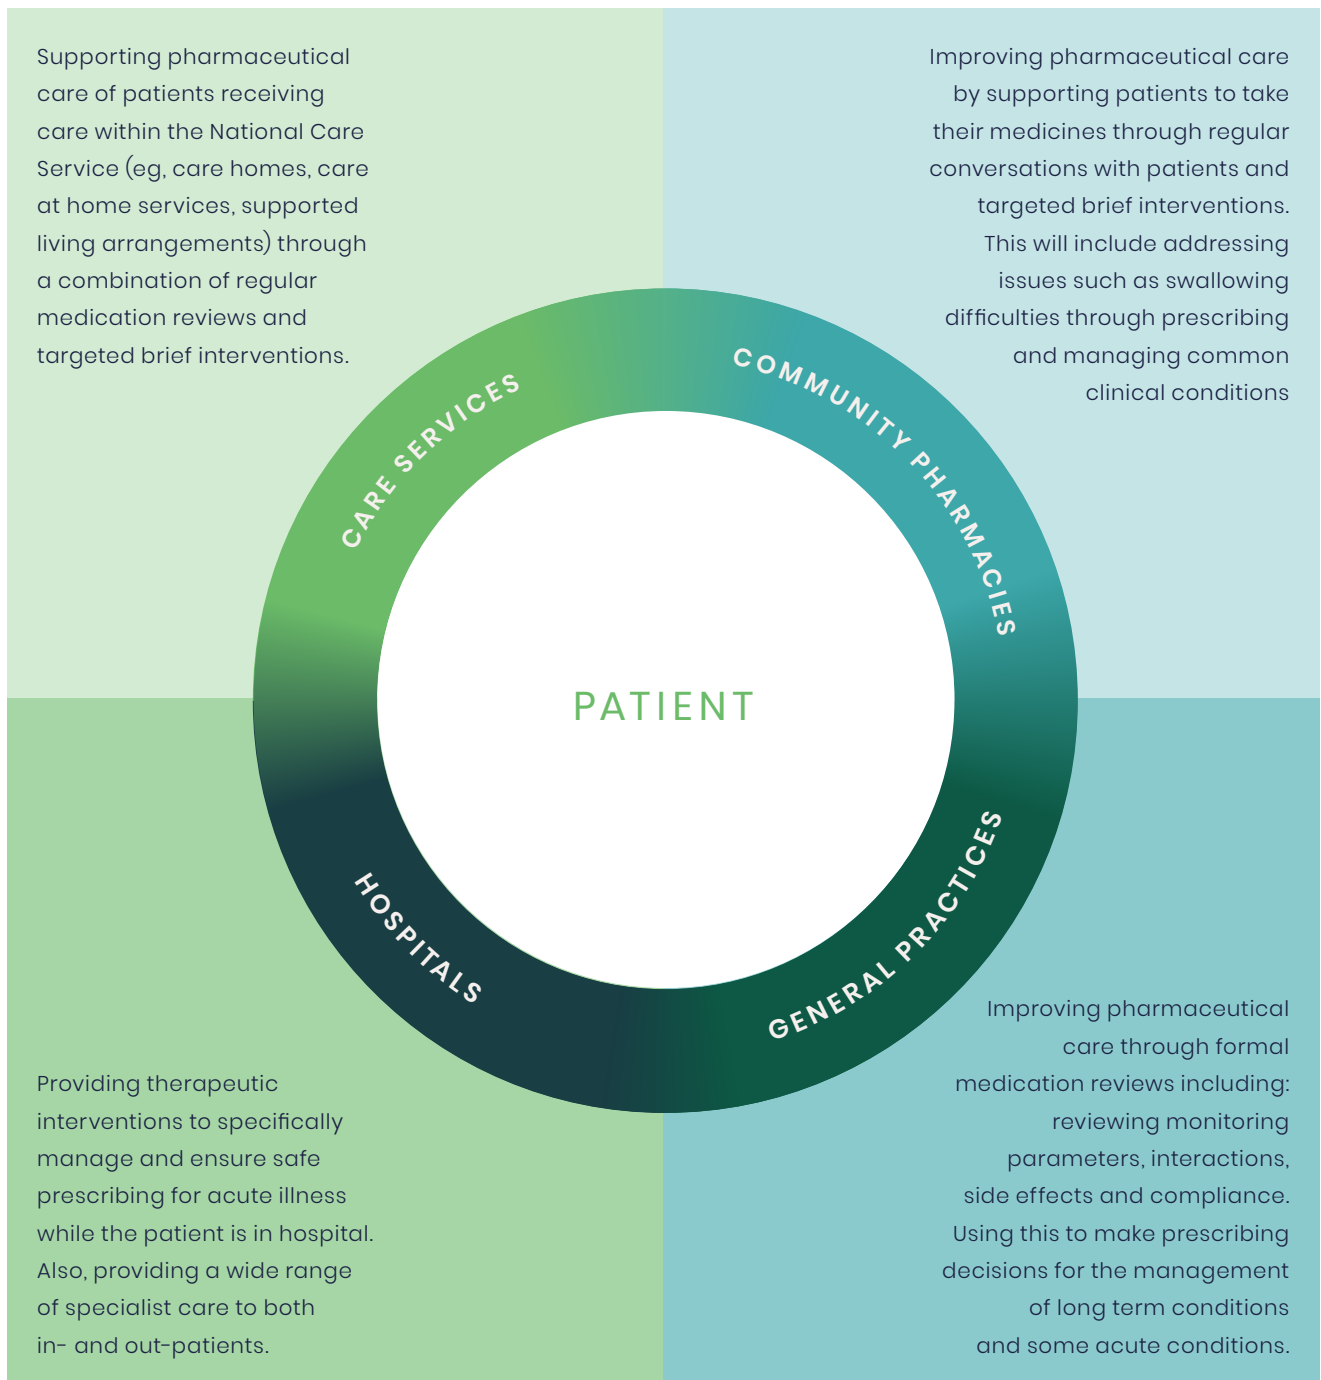 Supporting pharmaceutical
care of patients receiving
care within the National Care
Service (eg, care homes, care
at home services, supported
living arrangements) through
a combination of regular
medication reviews and
targeted brief interventions.
Improving pharmaceutical care
by supporting patients to take
their medicines through regular
conversations with patients and
targeted brief interventions.
This will include addressing
issues such as swallowing
difficulties through prescribing
and managing common
clinical conditions
CARE SERVICES
COMMUNITY PHARMACIES
PATIENT
HOSPITALS
GENERAL PRACTICES
Providing therapeutic
interventions to specifically
manage and ensure safe
prescribing for acute illness
while the patient is in hospital.
Also, providing a wide range
of specialist care to both
in- and out-patients.
Improving pharmaceutical
care through formal
medication reviews including:
reviewing monitoring
parameters, interactions,
side effects and compliance.
Using this to make prescribing
decisions for the management
of long term conditions
and some acute conditions.